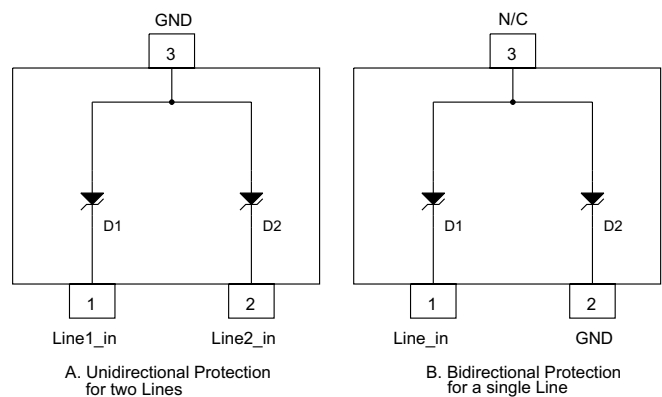 GND
3
D1
D2
1
2
Line1_in
Line2_in
A. Unidirectional Protection
for two Lines
N/C
3
D1
D2
1
2
Line_in
GND
B. Bidirectional Protection
for a single Line